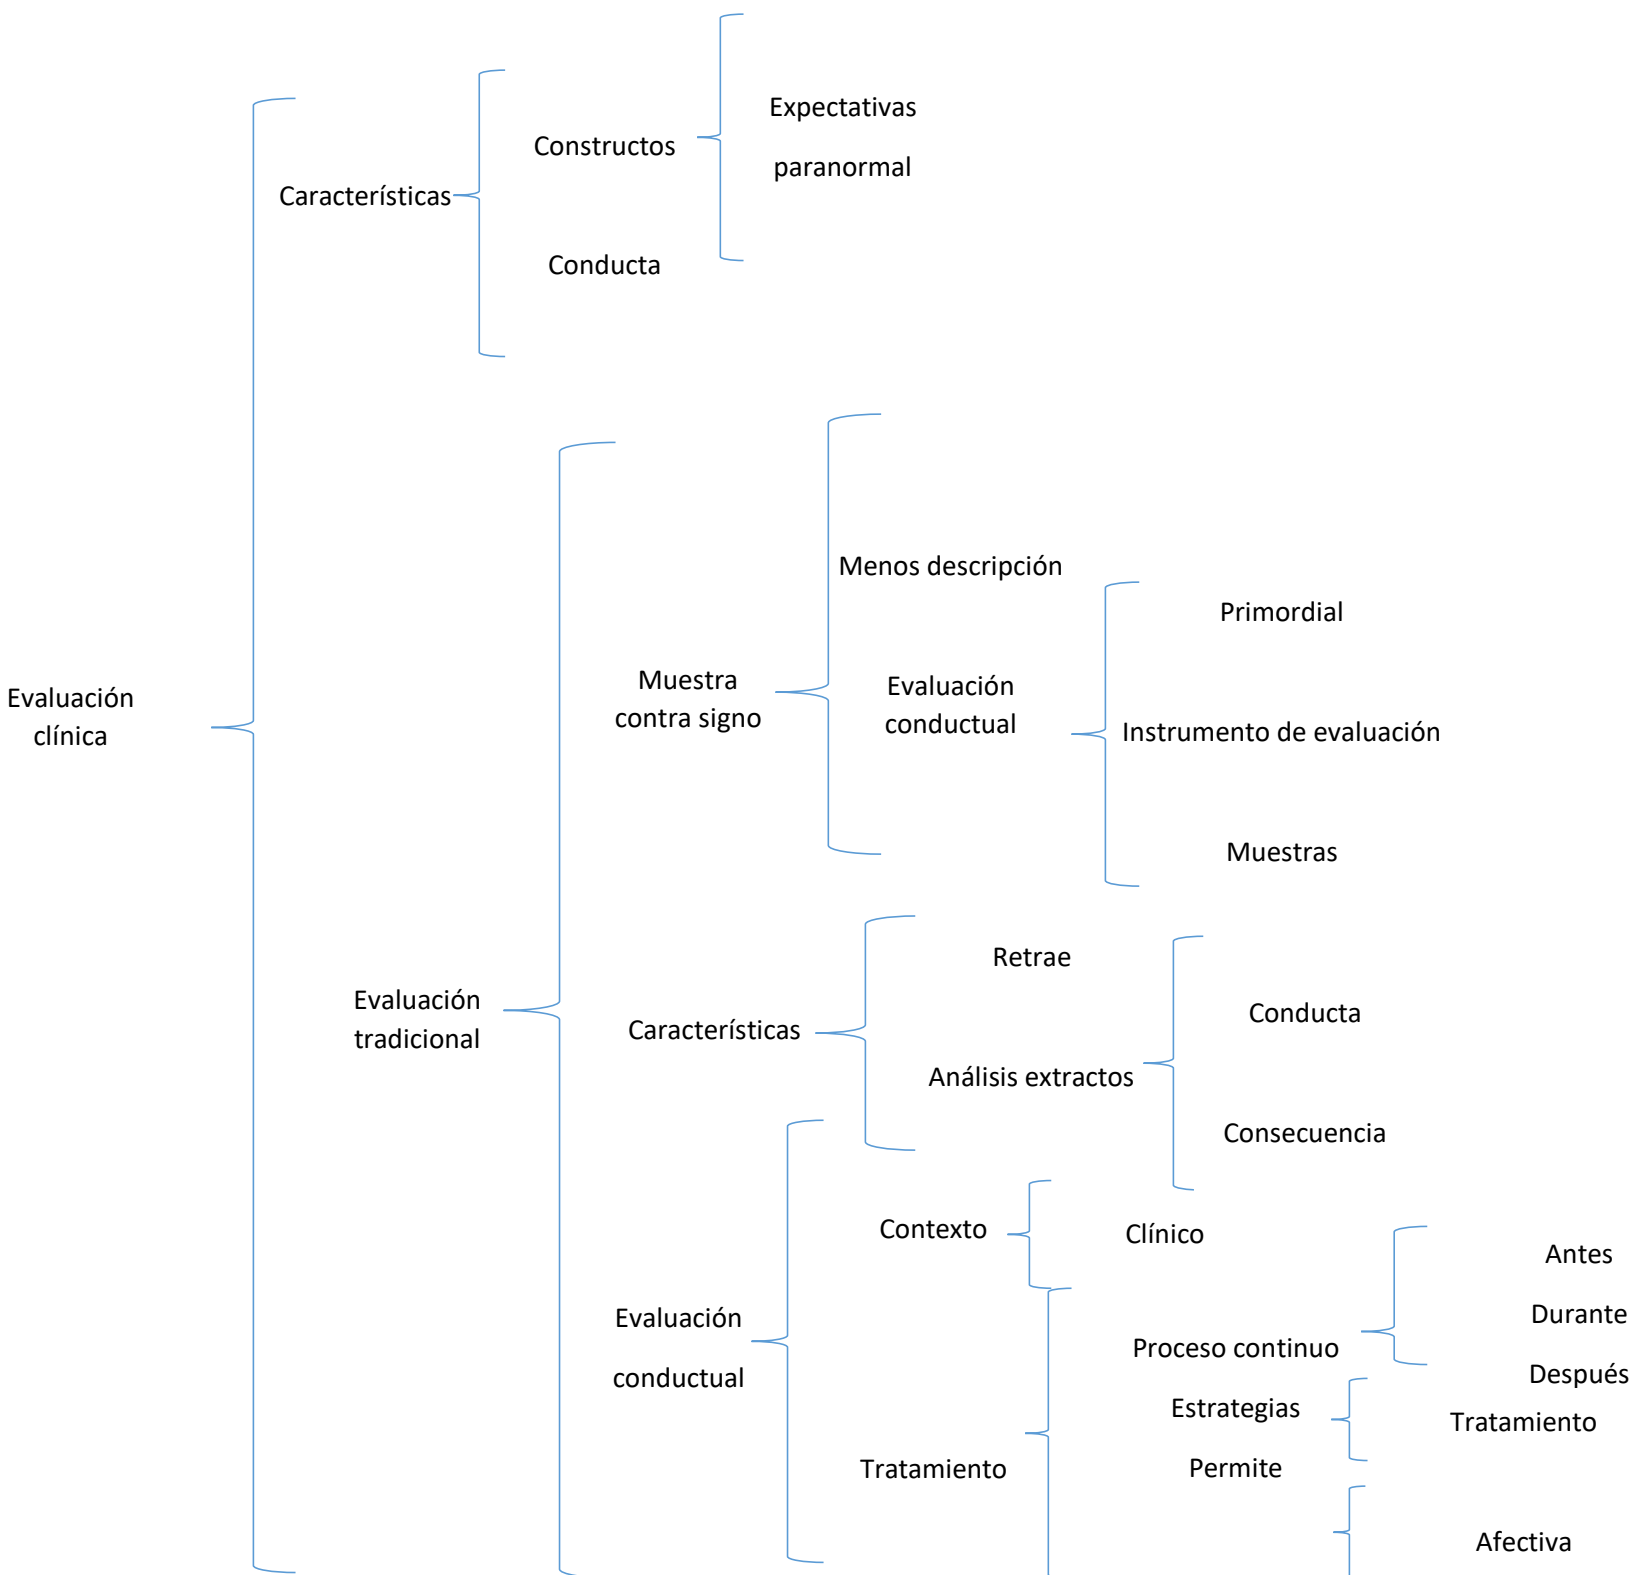 Expectativas
paranormal
Constructos
Características
Conducta
Menos descripción
Primordial
Muestra
contra signo
Evaluación
conductual
Instrumento de evaluación
Evaluación
clínica
Muestras
Retrae
Evaluación
tradicional
Características
Conducta
Análisis extractos
Consecuencia
Contexto
Clínico
Antes
Durante
Después
Evaluación
conductual
Proceso continuo
Estrategias
Tratamiento
Tratamiento
Permite
Afectiva